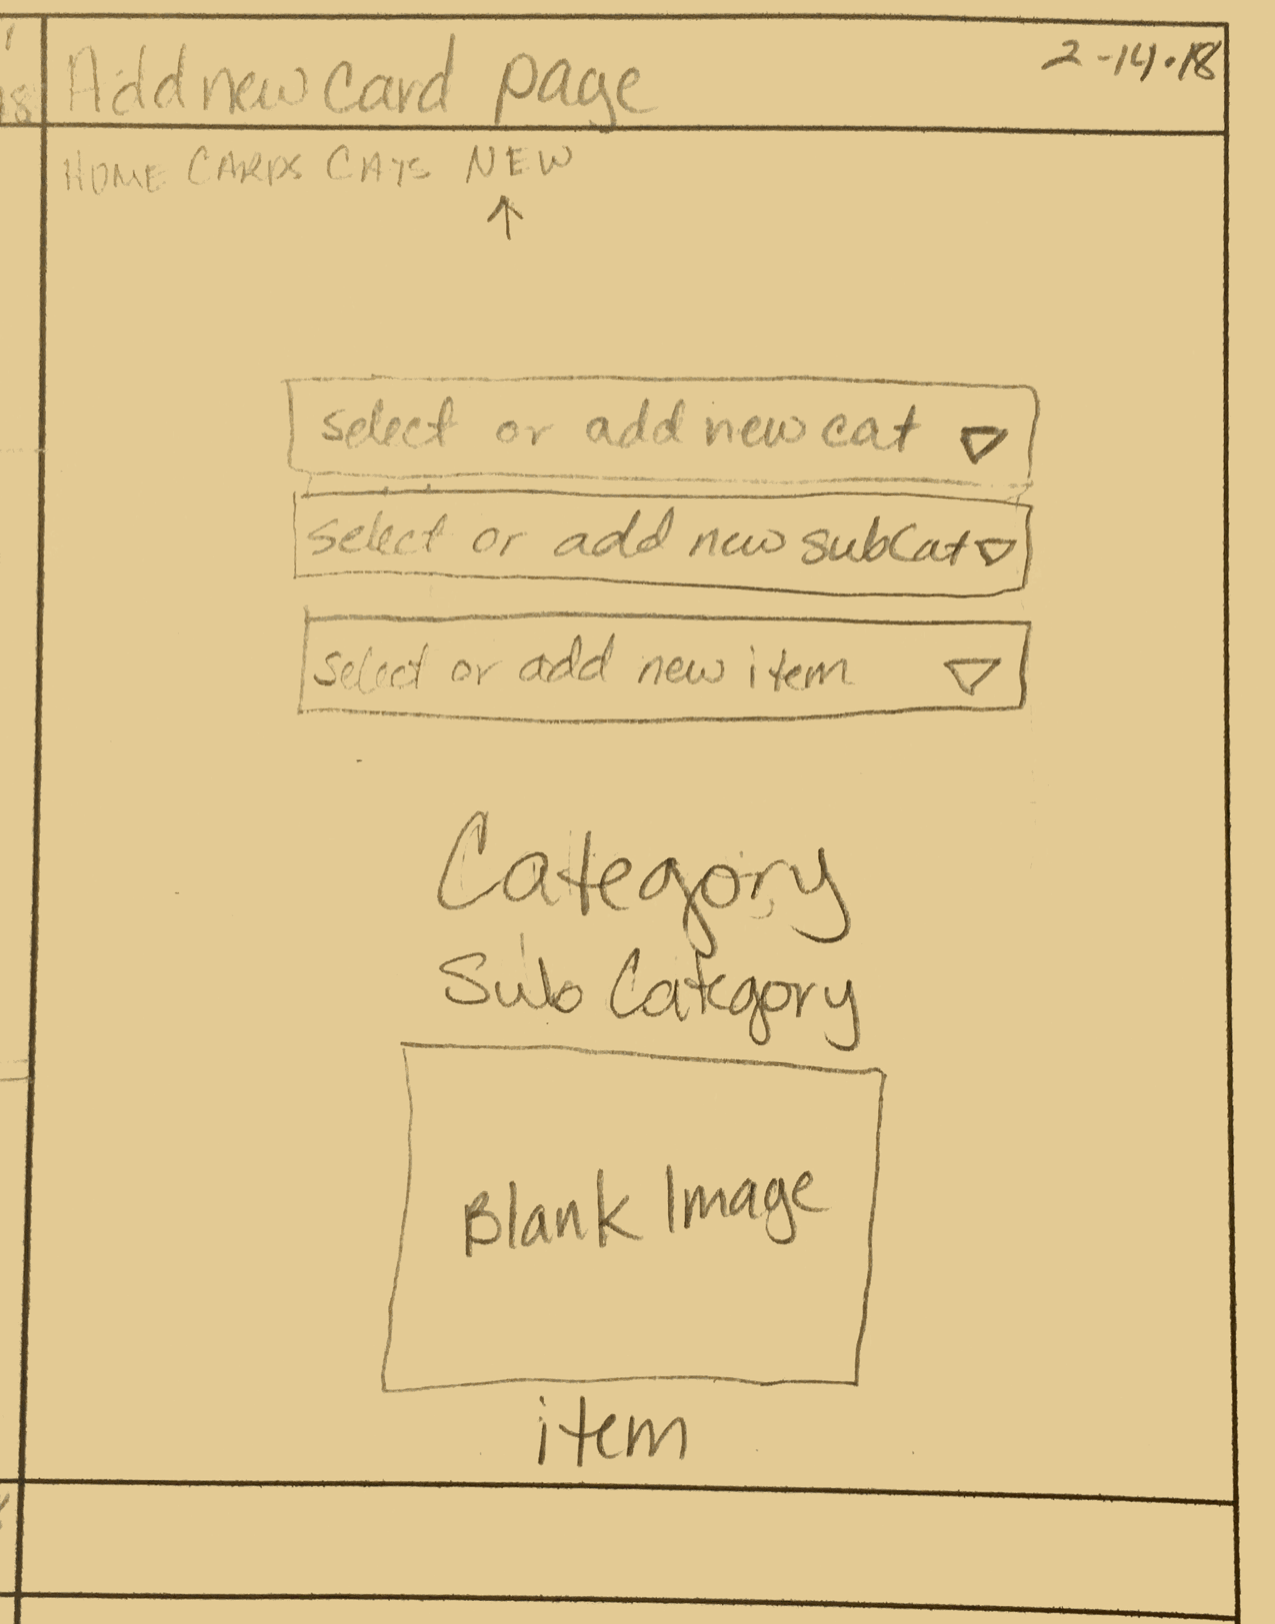 Add new card page
2-14-18
HOME CARDS CATS NEW
select or add new cat
select or add new subCat
select or add new item
Category
Sub Category
Blank Image
item